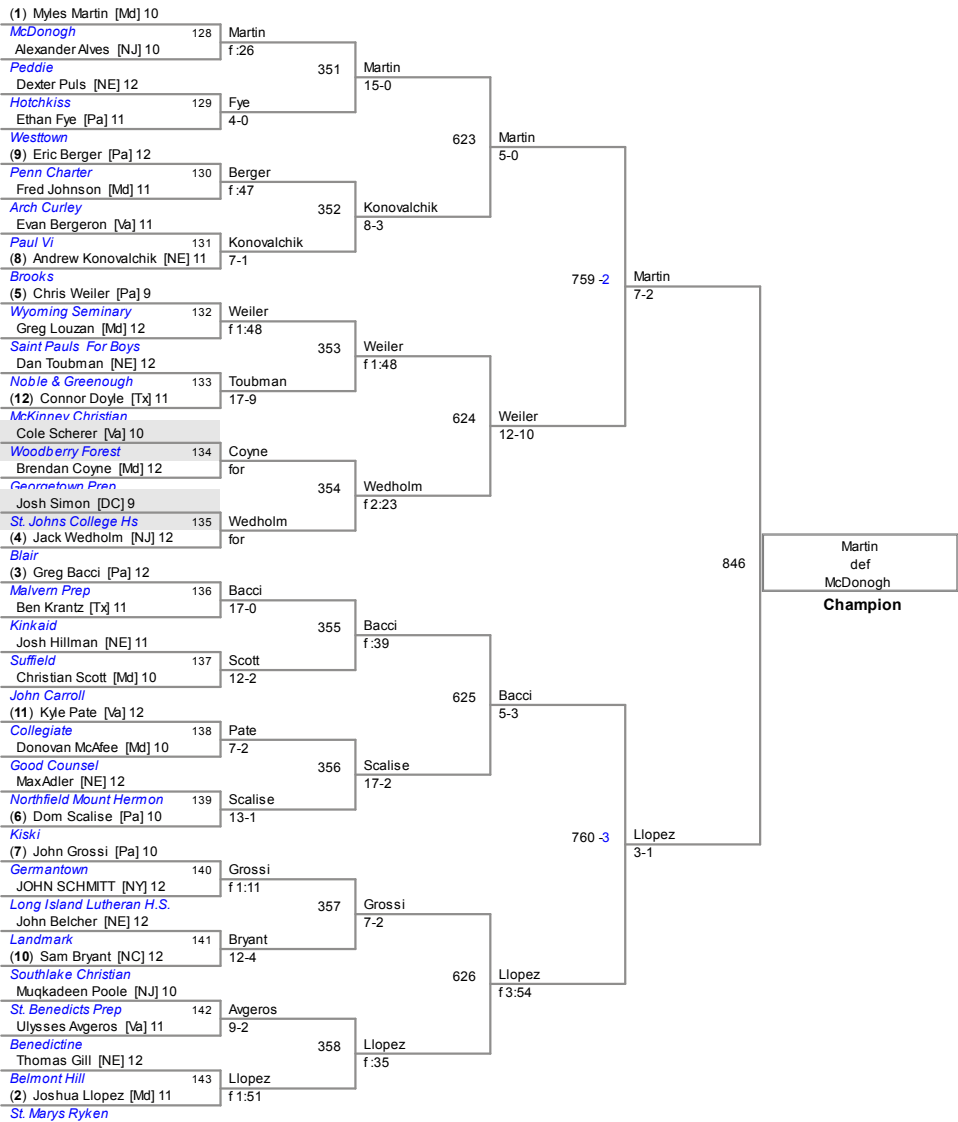 (1) Myles Martin [Md] 10
McDonogh 128
Alexander Alves [NJ] 10
Peddie
Dexter Puls [NE] 12
Hotchkiss 129
Ethan Fye [Pa] 11
Westtown
(9) Eric Berger [Pa] 12
Penn Charter 130
Fred Johnson [Md] 11
Arch Curley
Evan Bergeron [Va] 11
Paul Vi 131
(8) Andrew Konovalchik [NE] 11
Brooks
(5) Chris Weiler [Pa] 9
Wyoming Seminary 132
Greg Louzan [Md] 12
Saint Pauls For Boys
Dan Toubman [NE] 12
Noble & Greenough 133
(12) Connor Doyle [Tx] 11
McKinney Christian
Cole Scherer [Va] 10
Woodberry Forest 134
Brendan Coyne [Md] 12
Georgetown Prep
Josh Simon [DC] 9
St. Johns College Hs 135
(4) Jack Wedholm [NJ] 12
Blair
(3) Greg Bacci [Pa] 12
Malvern Prep 136
Ben Krantz [Tx] 11
Kinkaid
Josh Hillman [NE] 11
Suffield 137
Christian Scott [Md] 10
John Carroll
(11) Kyle Pate [Va] 12
Collegiate 138
Donovan McAfee [Md] 10
Good Counsel
MaxAdler [NE] 12
Northfield Mount Hermon 139
(6) Dom Scalise [Pa] 10
Kiski
(7) John Grossi [Pa] 10
Germantown 140
JOHN SCHMITT [NY] 12
Long Island Lutheran H.S.
John Belcher [NE] 12
Landmark 141
(10) Sam Bryant [NC] 12
Southlake Christian
Muqkadeen Poole [NJ] 10
St. Benedicts Prep 142
Ulysses Avgeros [Va] 11
Benedictine
Thomas Gill [NE] 12
Belmont Hill 143
(2) Joshua Llopez [Md] 11
St. Marys Ryken
Martin
f :26
351
Fye
4-0
Berger
f :47
352
Konovalchik
7-1
Weiler
f 1:48
353
Toubman
17-9
Coyne
for
354
Wedholm
for
Bacci
17-0
355
Scott
12-2
Pate
7-2
356
Scalise
13-1
Grossi
f 1:11
357
Bryant
12-4
Avgeros
9-2
358
Llopez
f 1:51
Martin
15-0
623
Konovalchik
8-3
Weiler
f 1:48
624
Wedholm
f 2:23
Bacci
f :39
625
Scalise
17-2
Grossi
7-2
626
Llopez
f :35
Martin
5-0
759 -2
Weiler
12-10
Bacci
5-3
760 -3
Llopez
f 3:54
Martin
7-2
846
Llopez
3-1
Martin
def
McDonogh
Champion